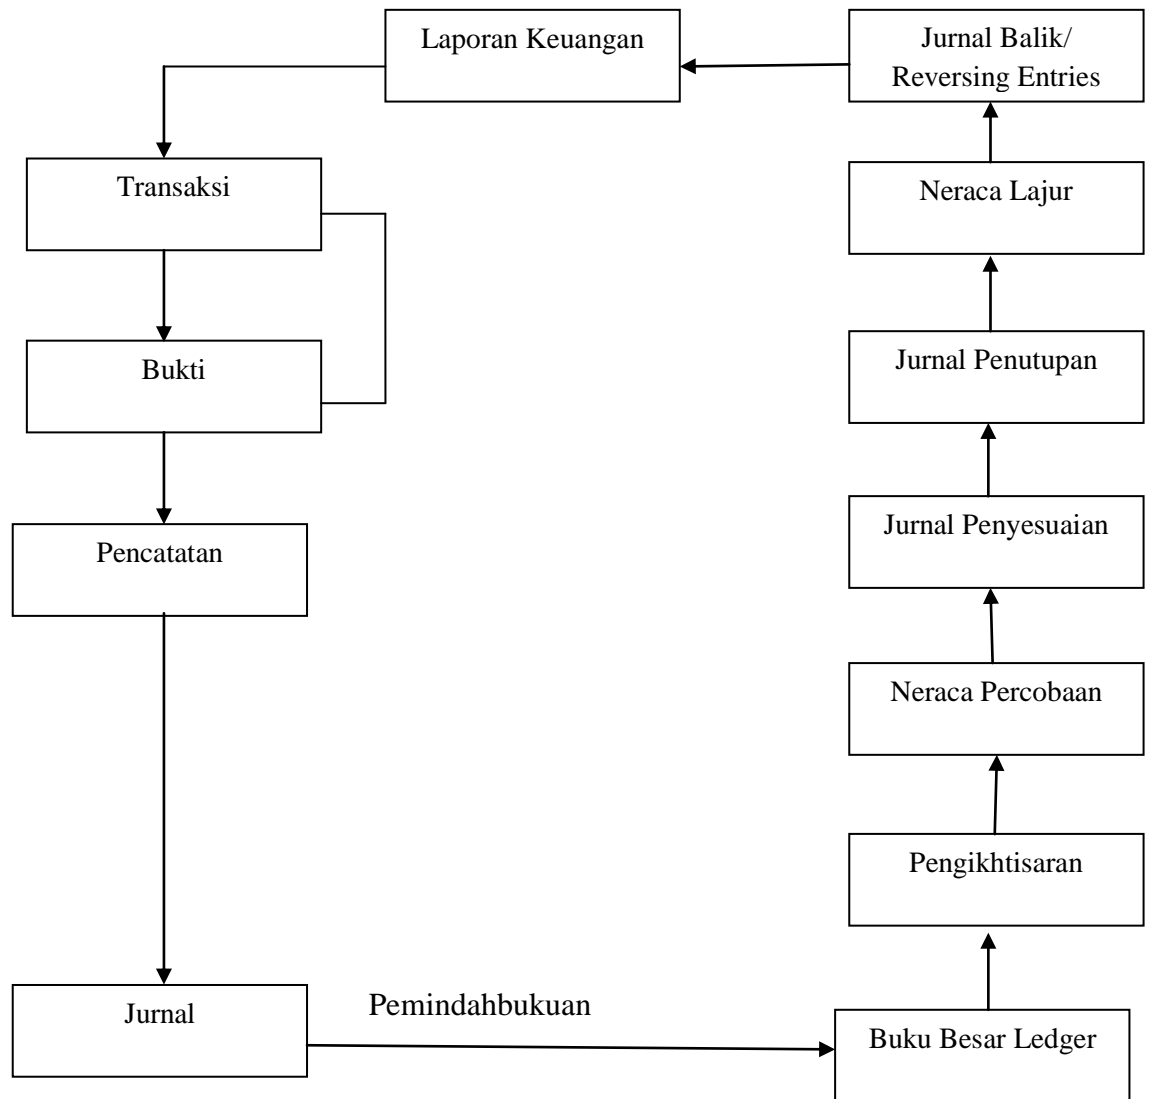 Laporan Keuangan
Jurnal Balik/
Reversing Entries
Transaksi
Neraca Lajur
Bukti
Jurnal Penutupan
Pencatatan
Jurnal Penyesuaian
Neraca Percobaan
Pengikhtisaran
Jurnal
Pemindahbukuan
Buku Besar Ledger